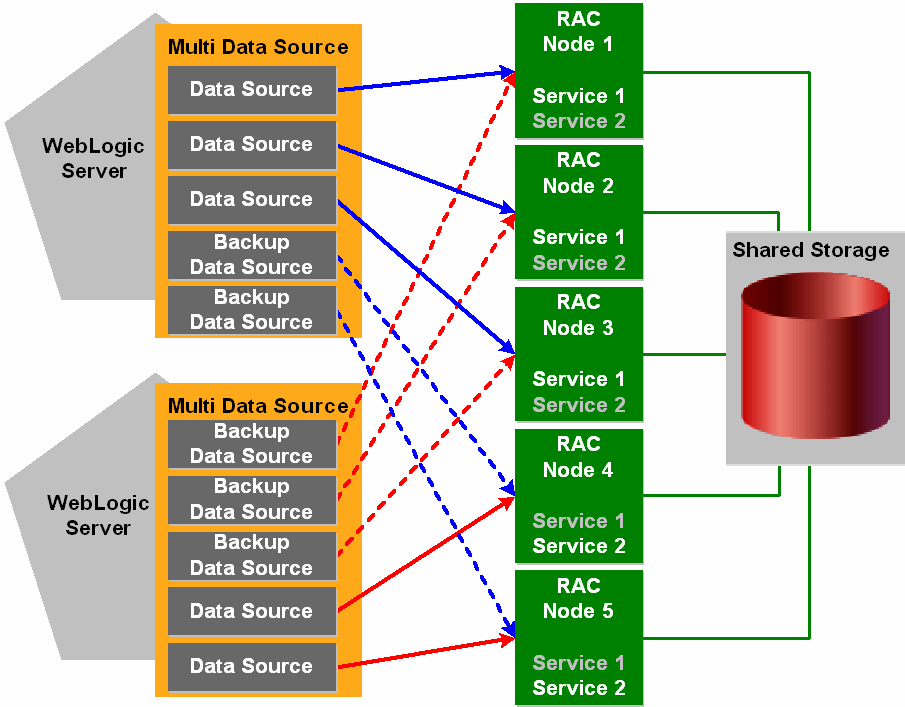 WebLogic
Server
Multi Data Source
Data Source
Data Source
Data Source
Backup
Data Source
Backup
Data Source
WebLogic
Server
Multi Data Source
Backup
Data Source
Backup
Data Source
Backup
Data Source
Data Source
Data Source
RAC
Node 1
Service 1
Service 2
RAC
Node 2
Service 1
Service 2
RAC
Node 3
Service 1
Service 2
RAC
Node 4
Service 1
Service 2
RAC
Node 5
Service 1
Service 2
Shared Storage